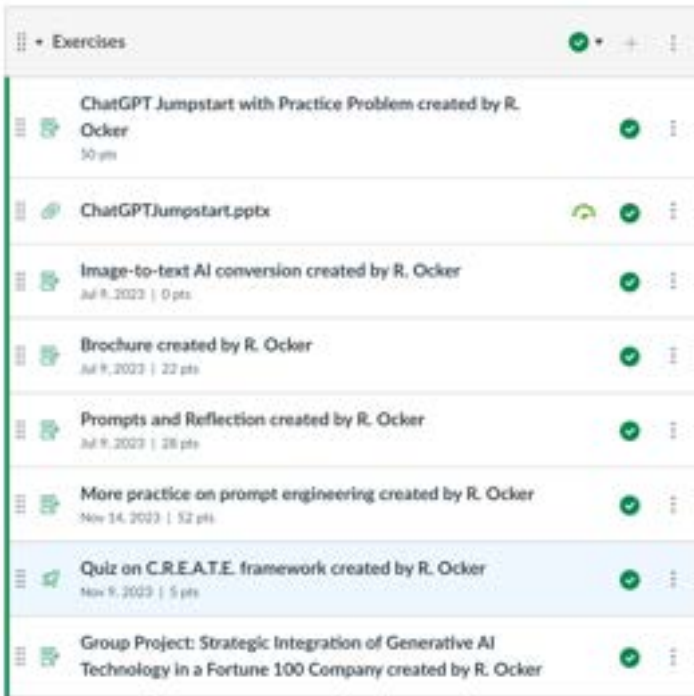 Exercises
ChatGPT Jumpstart with Practice Problem created by R.
Ocker
50 pts
ChatGPTJumpstart.pptx
Image-to-text AI conversion created by R. Ocker
Jul 9, 2023 | 0 pts
Brochure created by R. Ocker
Jul 9, 2023 | 22 pts
Prompts and Reflection created by R. Ocker
Jul 9, 2023 | 28 pts
More practice on prompt engineering created by R. Ocker
Nov 14, 2023 | 52 pts
Quiz on C.R.E.A.T.E. framework created by R. Ocker
Nov 9, 2023 | 5 pts
Group Project: Strategic Integration of Generative AI
Technology in a Fortune 100 Company created by R. Ocker